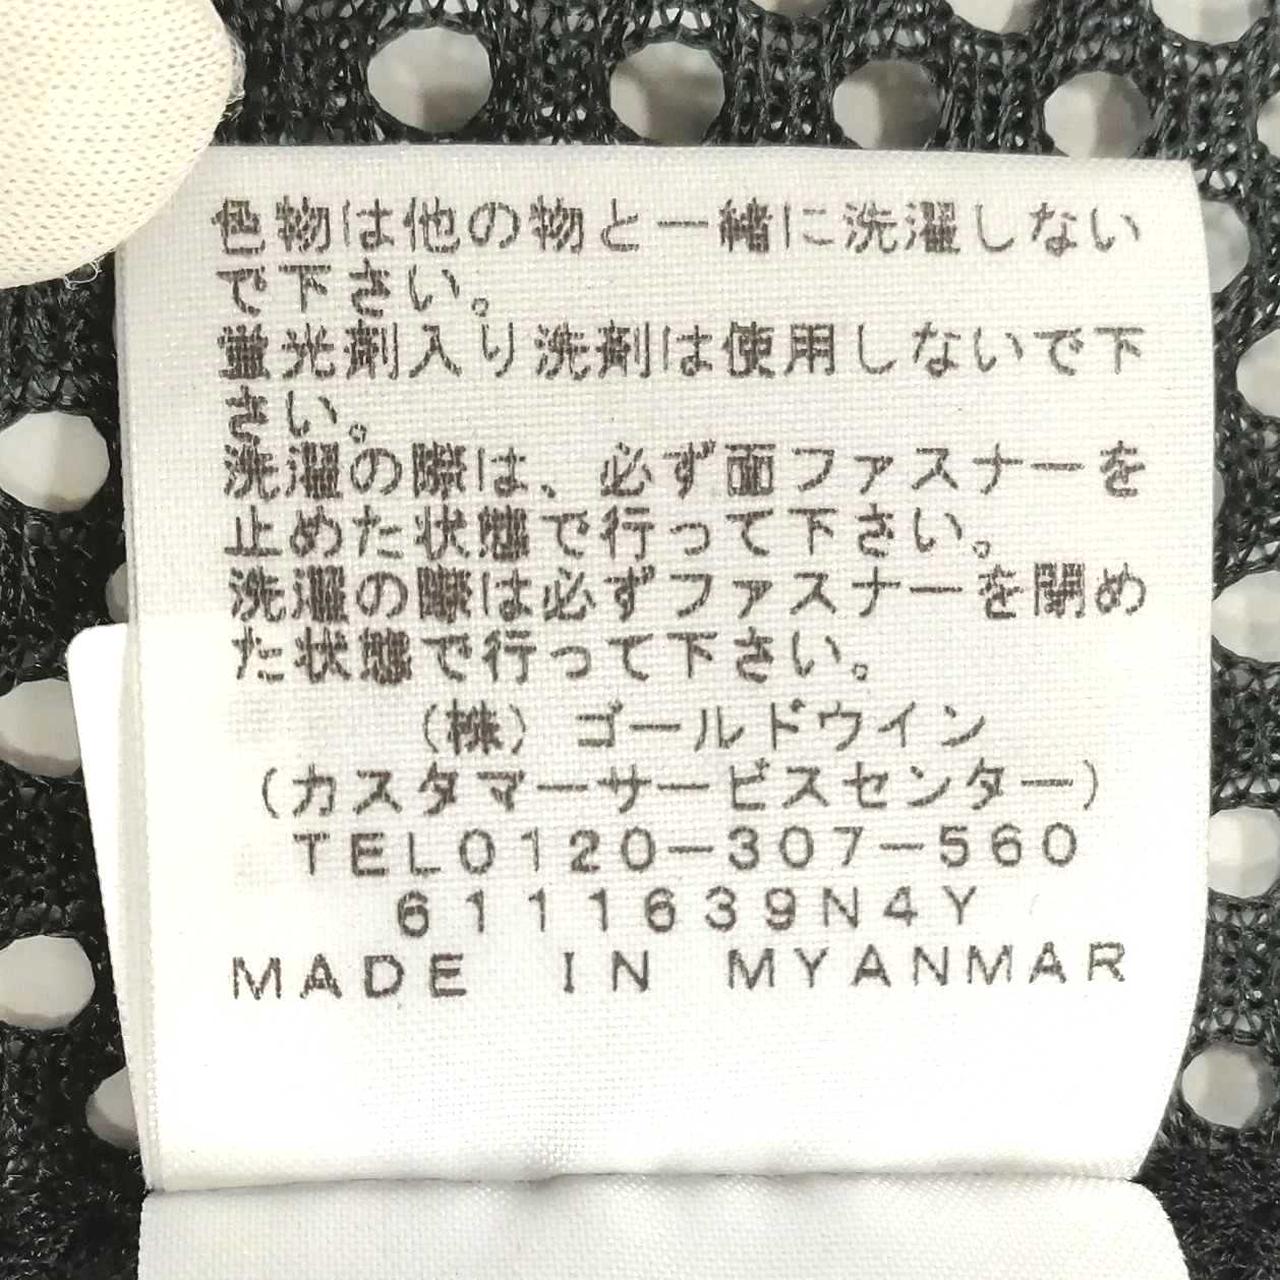 色物は他の物と一緒に洗濯しない
で下さい。
蛍光剤入り洗剤は使用しないで下
さい。
洗濯の際は、必ず面ファスナーを
止めた状態で行って下さい。
洗濯の際は必ずファスナーを閉め
た状態で行って下さい。
(株) ゴールドウイン
(カスタマーサービスセンター)
TEL0120-307-560
6111639N4Y
MADE IN MYANMAR